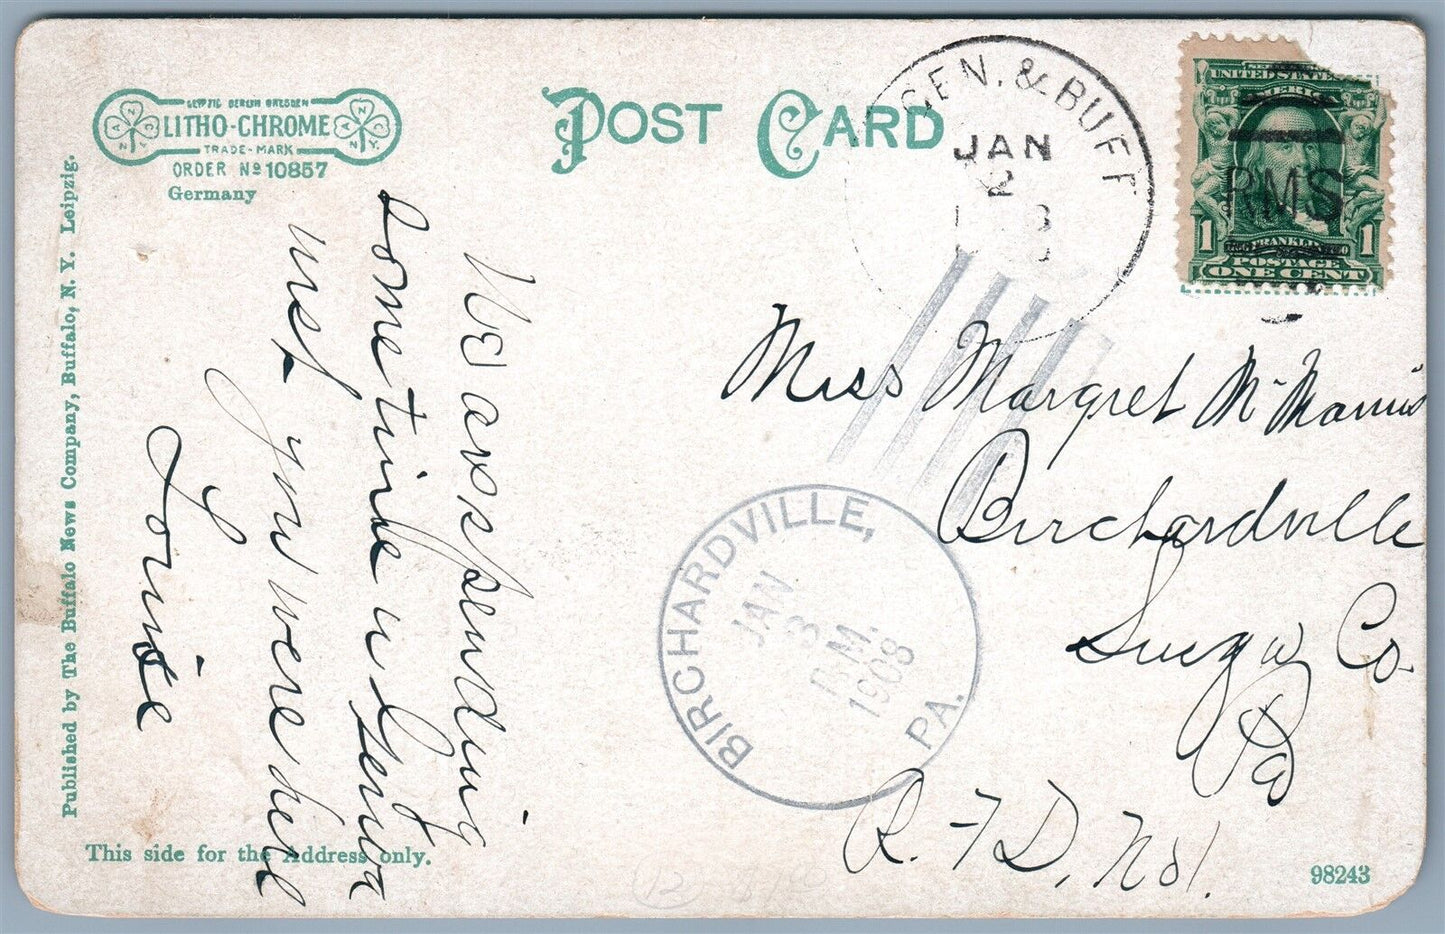 LEIPZIG BERLIN DRESDEN
LITHO-CHROME
TRADE-MARK
ORDER No 10857
Germany
POST CARD
GEN. & BUFF
JAN
2
8
UNITED STATES
AMERICA
RMS
1 FRANKLIN 1
POSTAGE
ONE CENT
Published by The Buffalo News Company, Buffalo, N. Y. Leipzig.
We are spending
some time in Geneva
wish you were here
Louise
Miss Margret McManus
Birchardville
Susq'a Co.
Pa
R.F.D. No 1.
BIRCHARDVILLE,
JAN
3
P.M.
1908
PA.
This side for the Address only.
98243